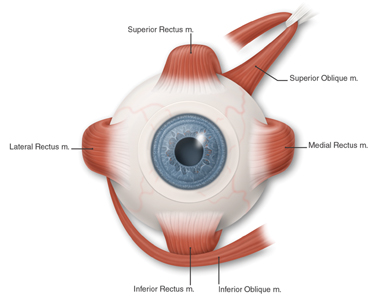 Superior Rectus m.
Superior Oblique m.
Lateral Rectus m.
Medial Rectus m.
Inferior Rectus m.
Inferior Oblique m.